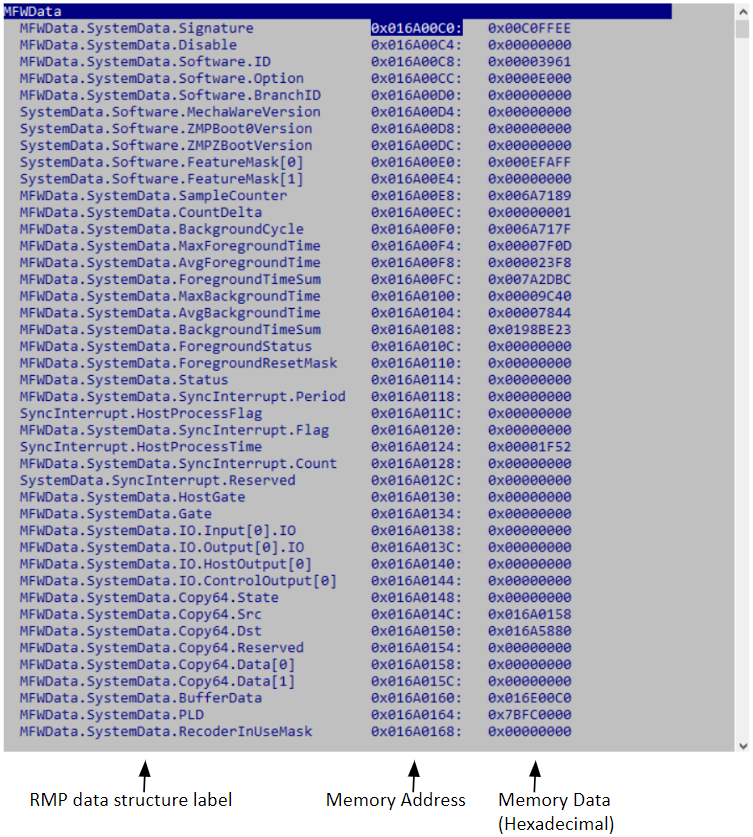 MFWData
MFWData.SystemData.Signature 0x016A00C0: 0x00C0FFEE
MFWData.SystemData.Disable 0x016A00C4: 0x00000000
MFWData.SystemData.Software.ID 0x016A00C8: 0x00003961
MFWData.SystemData.Software.Option 0x016A00CC: 0x0000E000
MFWData.SystemData.Software.BranchID 0x016A00D0: 0x00000000
SystemData.Software.MechaWareVersion 0x016A00D4: 0x00000000
SystemData.Software.ZMPBoot0Version 0x016A00D8: 0x00000000
SystemData.Software.ZMPZBootVersion 0x016A00DC: 0x00000000
SystemData.Software.FeatureMask[0] 0x016A00E0: 0x000EFAFF
SystemData.Software.FeatureMask[1] 0x016A00E4: 0x00000000
MFWData.SystemData.SampleCounter 0x016A00E8: 0x006A7189
MFWData.SystemData.CountDelta 0x016A00EC: 0x00000001
MFWData.SystemData.BackgroundCycle 0x016A00F0: 0x006A717F
MFWData.SystemData.MaxForegroundTime 0x016A00F4: 0x00007F0D
MFWData.SystemData.AvgForegroundTime 0x016A00F8: 0x000023F8
MFWData.SystemData.ForegroundTimeSum 0x016A00FC: 0x007A2DBC
MFWData.SystemData.MaxBackgroundTime 0x016A0100: 0x00009C40
MFWData.SystemData.AvgBackgroundTime 0x016A0104: 0x00007844
MFWData.SystemData.BackgroundTimeSum 0x016A0108: 0x0198BE23
MFWData.SystemData.ForegroundStatus 0x016A010C: 0x00000000
MFWData.SystemData.ForegroundResetMask 0x016A0110: 0x00000000
MFWData.SystemData.Status 0x016A0114: 0x00000000
MFWData.SystemData.SyncInterrupt.Period 0x016A0118: 0x00000000
SyncInterrupt.HostProcessFlag 0x016A011C: 0x00000000
MFWData.SystemData.SyncInterrupt.Flag 0x016A0120: 0x00000000
SyncInterrupt.HostProcessTime 0x016A0124: 0x00001F52
MFWData.SystemData.SyncInterrupt.Count 0x016A0128: 0x00000000
SystemData.SyncInterrupt.Reserved 0x016A012C: 0x00000000
MFWData.SystemData.HostGate 0x016A0130: 0x00000000
MFWData.SystemData.Gate 0x016A0134: 0x00000000
MFWData.SystemData.IO.Input[0].IO 0x016A0138: 0x00000000
MFWData.SystemData.IO.Output[0].IO 0x016A013C: 0x00000000
MFWData.SystemData.IO.HostOutput[0] 0x016A0140: 0x00000000
MFWData.SystemData.IO.ControlOutput[0] 0x016A0144: 0x00000000
MFWData.SystemData.Copy64.State 0x016A0148: 0x00000000
MFWData.SystemData.Copy64.Src 0x016A014C: 0x016A0158
MFWData.SystemData.Copy64.Dst 0x016A0150: 0x016A5880
MFWData.SystemData.Copy64.Reserved 0x016A0154: 0x00000000
MFWData.SystemData.Copy64.Data[0] 0x016A0158: 0x00000000
MFWData.SystemData.Copy64.Data[1] 0x016A015C: 0x00000000
MFWData.SystemData.BufferData 0x016A0160: 0x016E00C0
MFWData.SystemData.PLD 0x016A0164: 0x7BFC0000
MFWData.SystemData.RecoderInUseMask 0x016A0168: 0x00000000
RMP data structure label Memory Address Memory Data
(Hexadecimal)